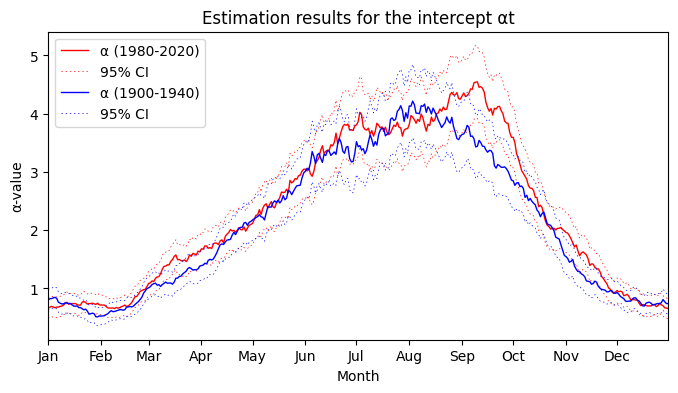 Estimation results for the intercept αt
α (1980-2020)
95% CI
α (1900-1940)
95% CI
α-value
5
4
3
2
1
Jan Feb Mar Apr May Jun Jul Aug Sep Oct Nov Dec
Month